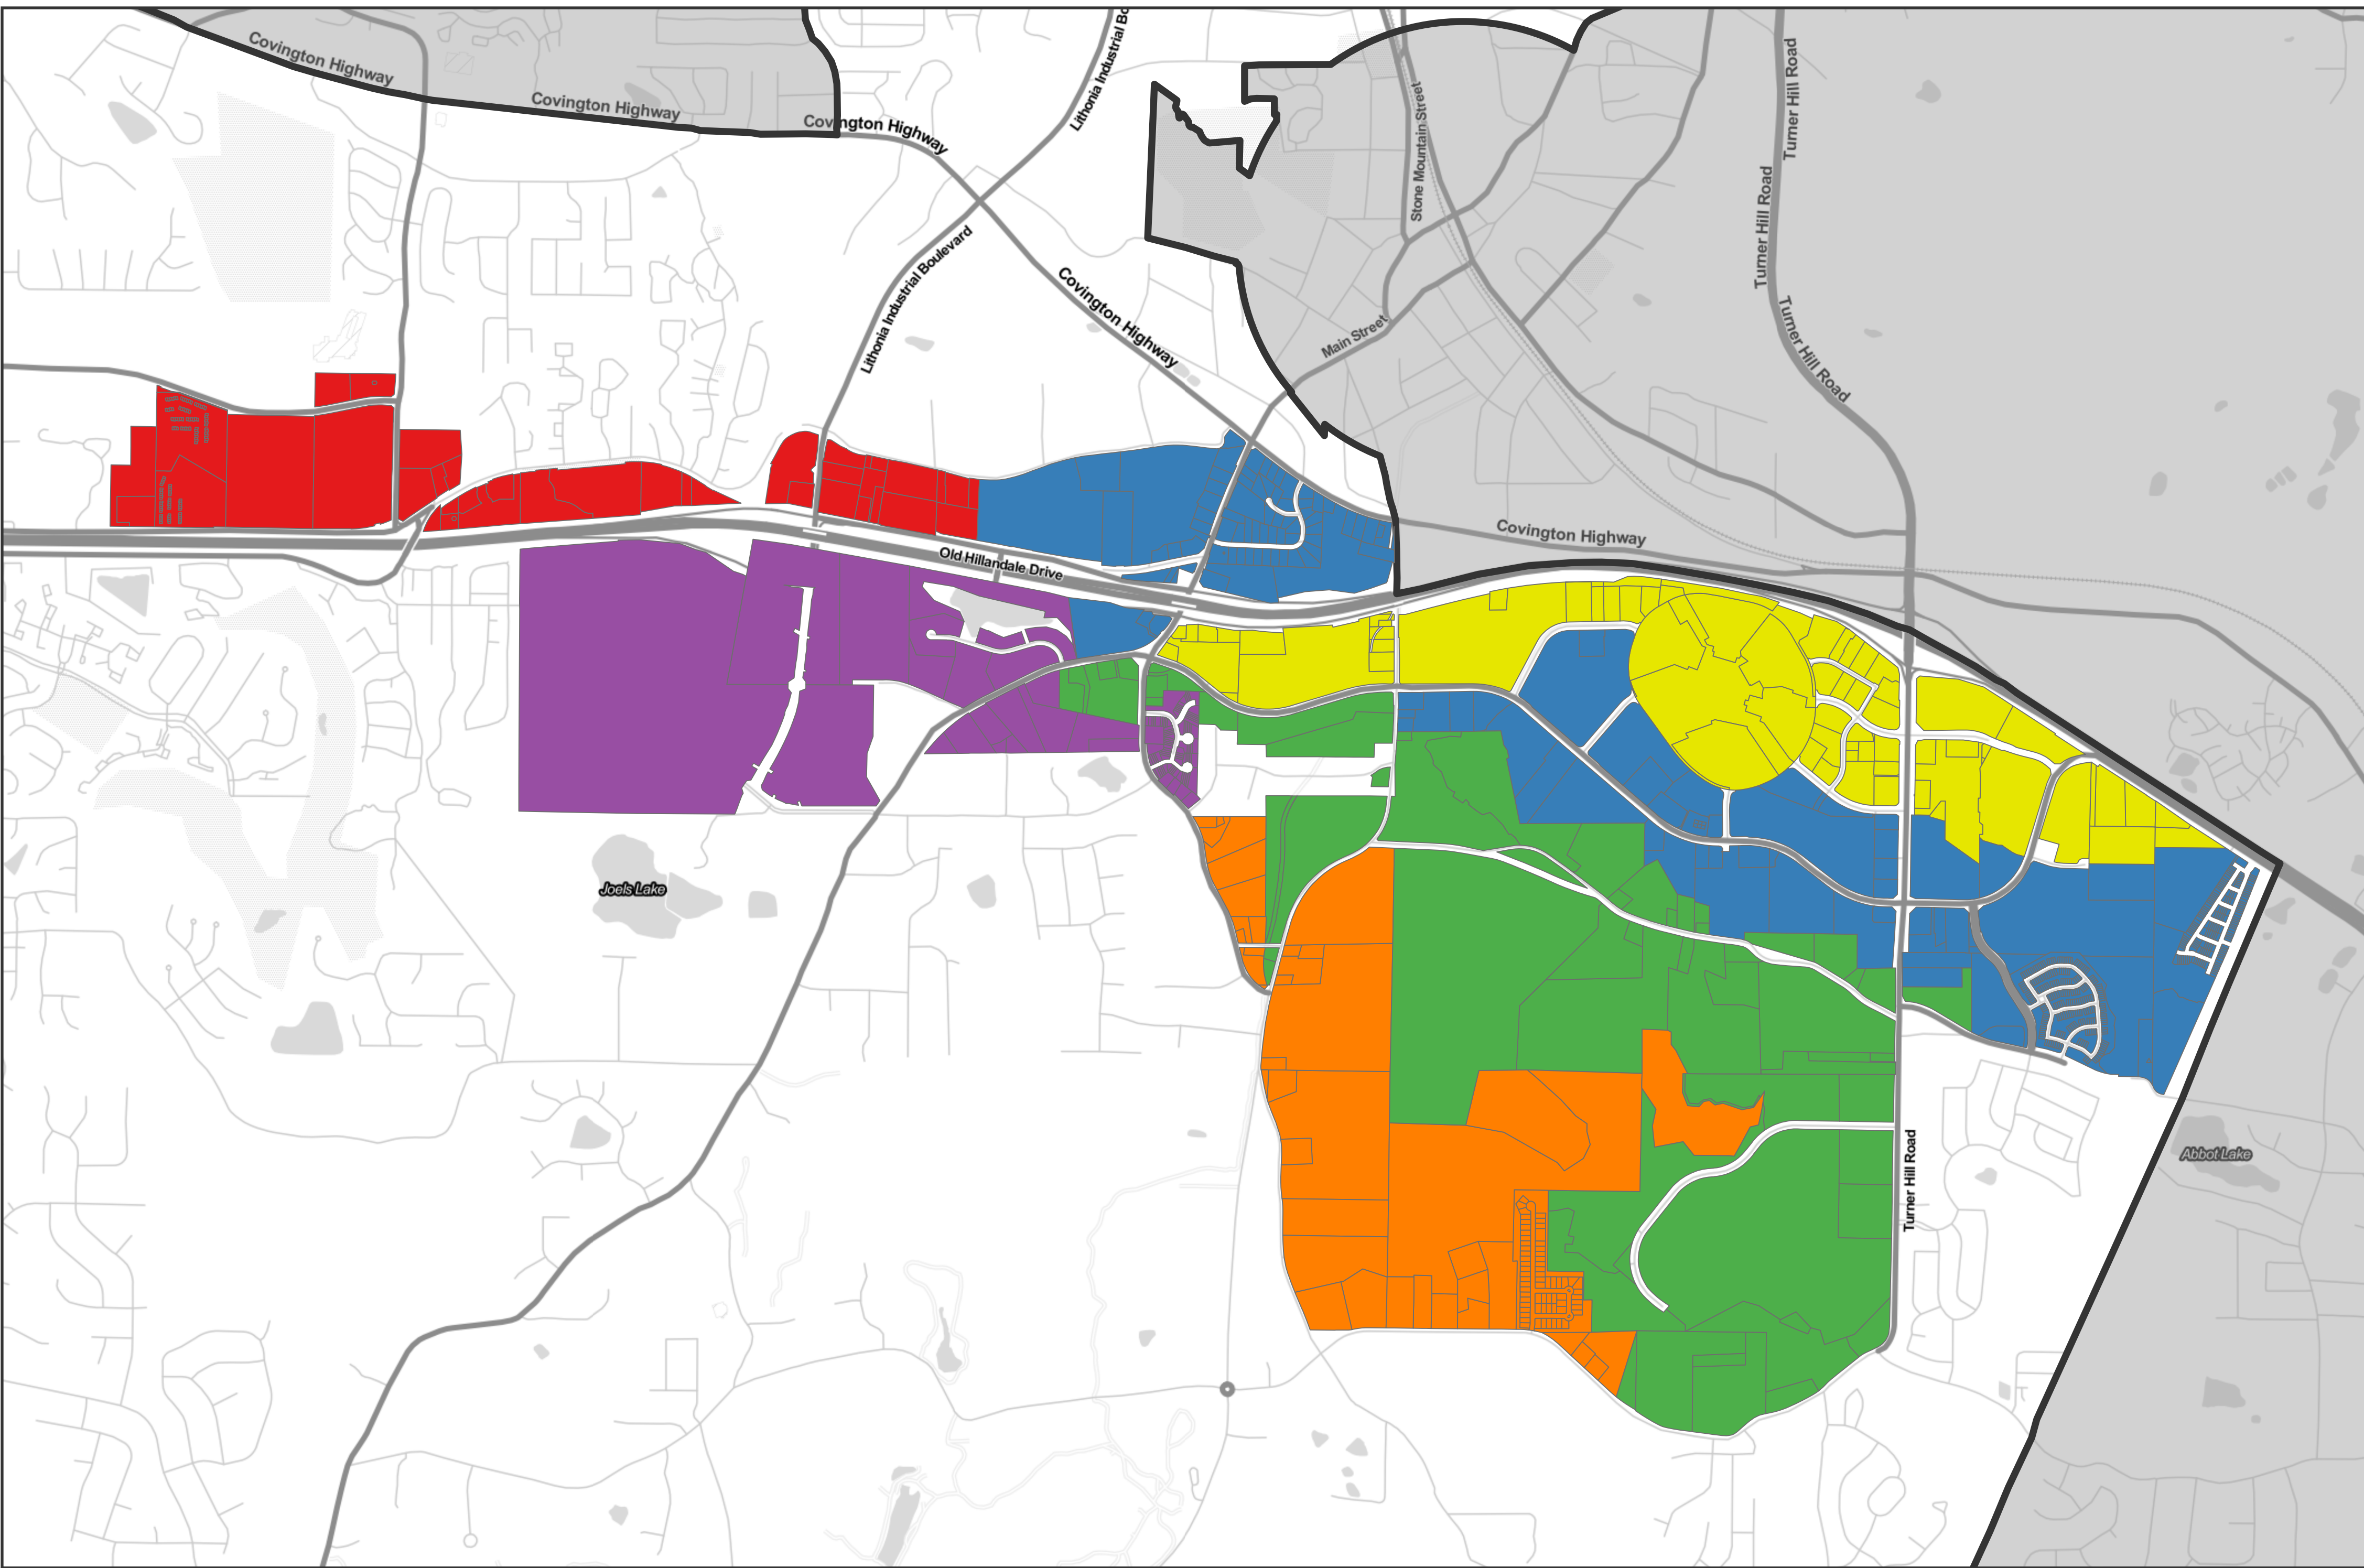 Covington Highway
Covington Highway
Covington Highway
Lithonia Industrial Bo
Stone Mountain Street
Turner Hill Road
Turner Hill Road
Turner Hill Road
Lithonia Industrial Boulevard
Covington Highway
Main Street
Covington Highway
Old Hillandale Drive
Joels Lake
Turner Hill Road
Abbot Lake